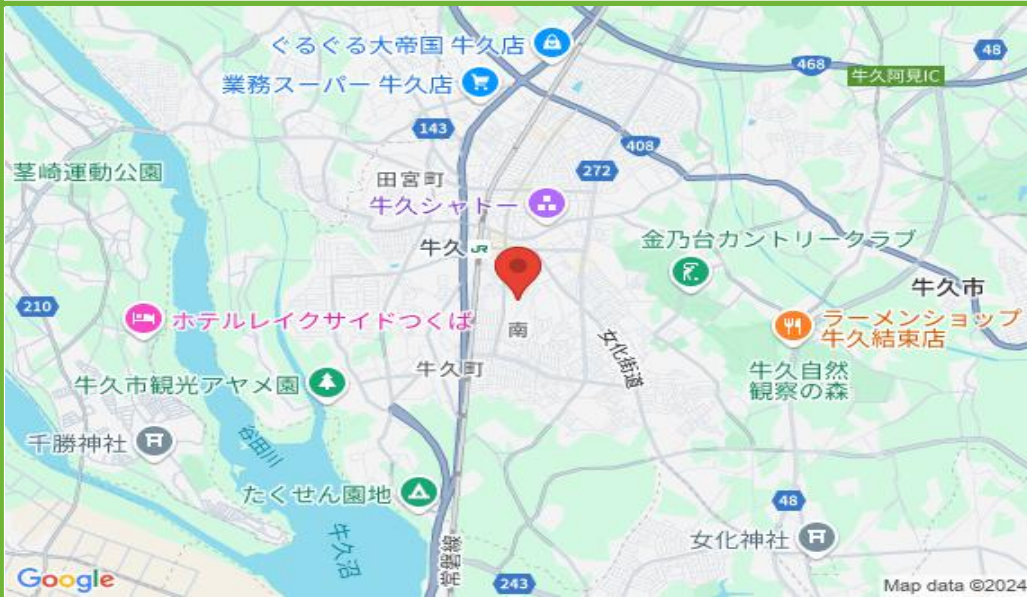 ぐるぐる大帝国 牛久店
48
業務スーパー 牛久店
468
牛久阿見IC
143
408
茎崎運動公園
田宮町
272
牛久シャトー
牛久 JR
金乃台カントリークラブ
牛久市
210
ホテルレイクサイドつくば
南
女化街道
ラーメンショップ
牛久結束店
牛久町
牛久市観光アヤメ園
牛久自然
観察の森
千勝神社
谷田川
たくせん園地
48
牛久沼
常磐線
女化神社
243
Google
Map data ©2024